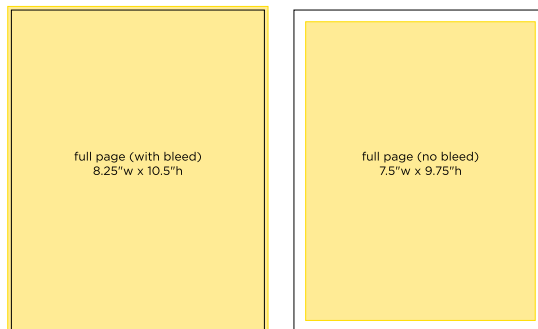 full page (with bleed)
8.25"w x 10.5"h
full page (no bleed)
7.5"w x 9.75"h